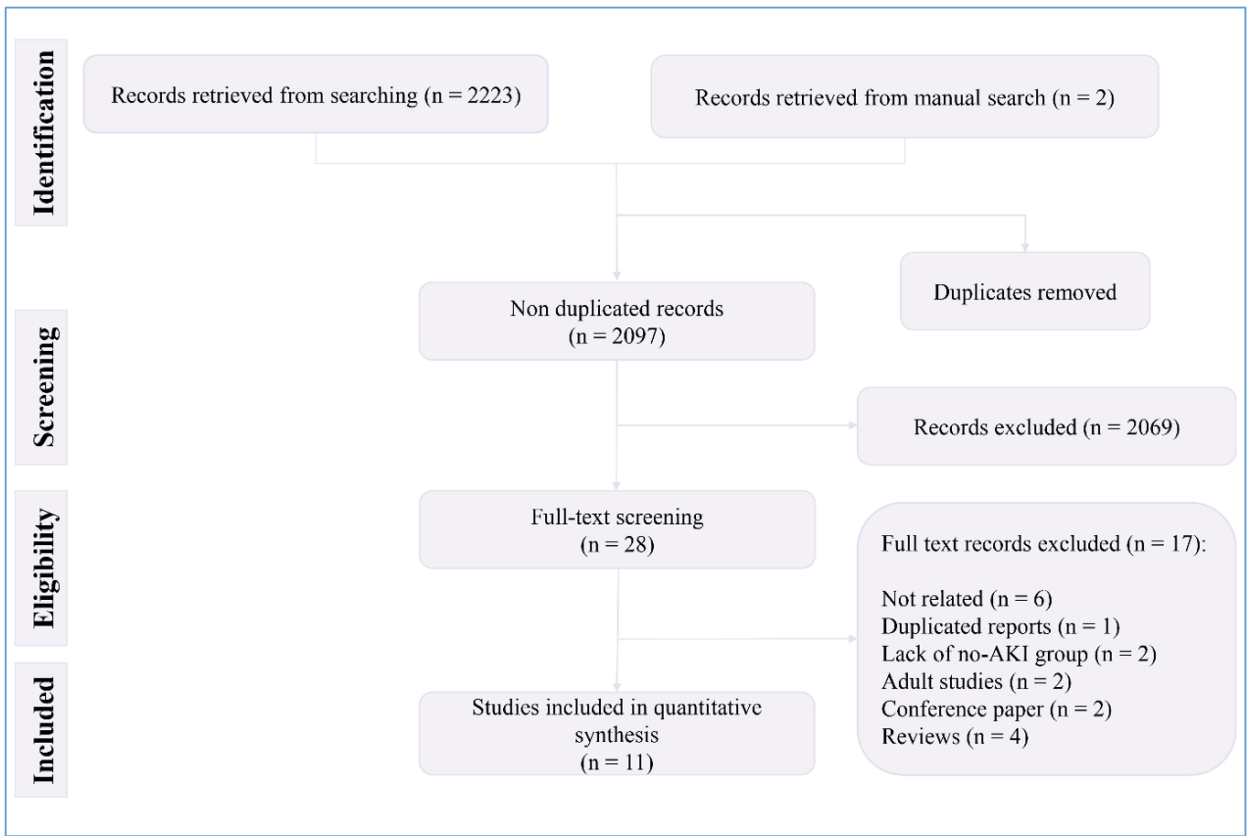 Identification
Records retrieved from searching (n = 2223)
Records retrieved from manual search (n = 2)
Duplicates removed
Screening
Non duplicated records
(n = 2097)
Records excluded (n = 2069)
Eligibility
Full-text screening
(n = 28)
Full text records excluded (n = 17):
Not related (n = 6)
Duplicated reports (n = 1)
Lack of no-AKI group (n = 2)
Adult studies (n = 2)
Conference paper (n = 2)
Reviews (n = 4)
Included
Studies included in quantitative
synthesis
(n = 11)